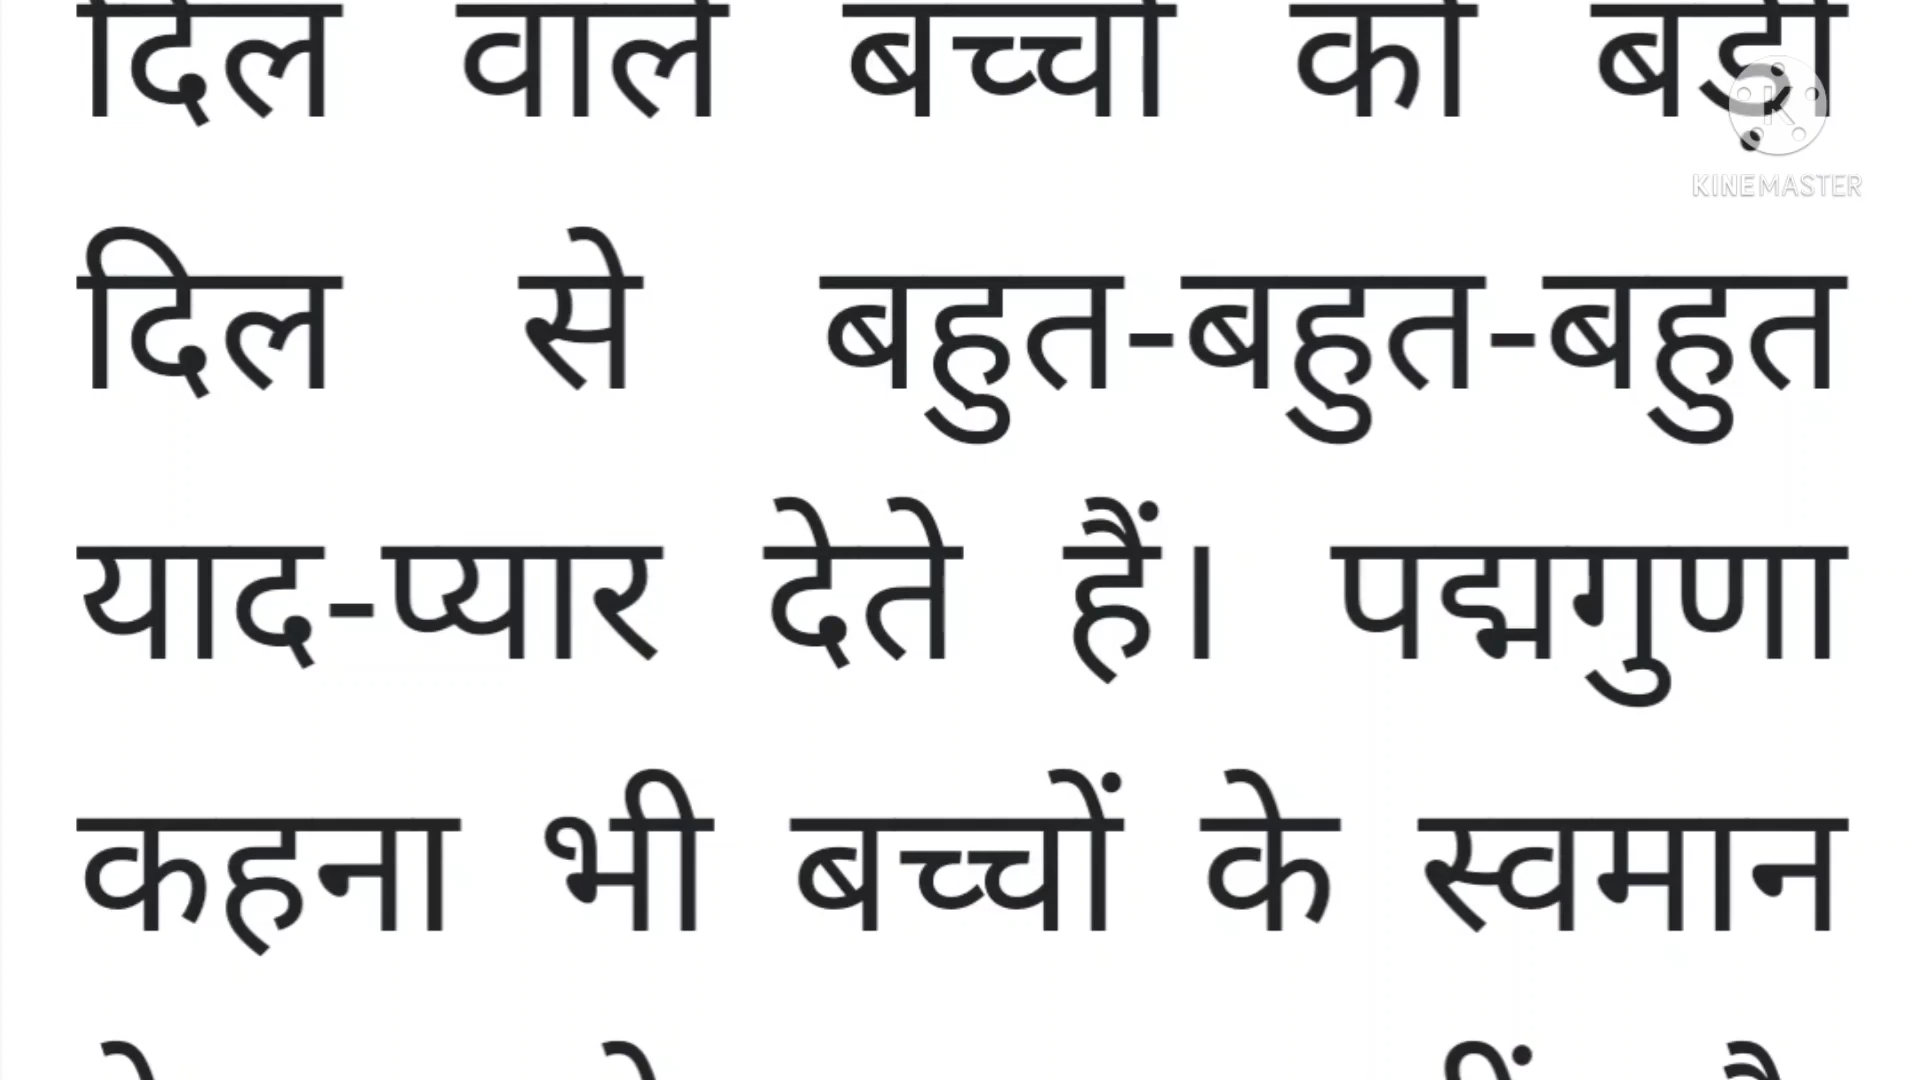 दिल वाले बच्चों को बड़ी
KINEMASTER
दिल से बहुत-बहुत-बहुत
याद-प्यार देते हैं। पद्मगुणा
कहना भी बच्चों के स्वमान